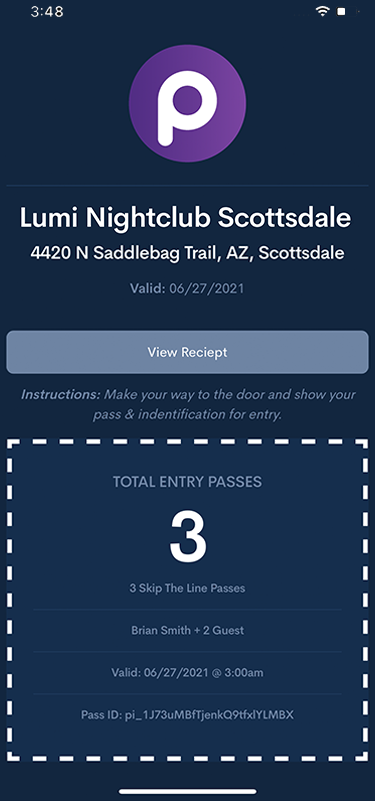 3:48
p
Lumi Nightclub Scottsdale
4420 N Saddlebag Trail, AZ, Scottsdale
Valid: 06/27/2021
View Reciept
Instructions: Make your way to the door and show your
pass & indentification for entry.
TOTAL ENTRY PASSES
3
3 Skip The Line Passes
Brian Smith + 2 Guest
Valid: 06/27/2021 @ 3:00am
Pass ID: pi_1J73uMBfTjenkQ9tfxlYLMBX